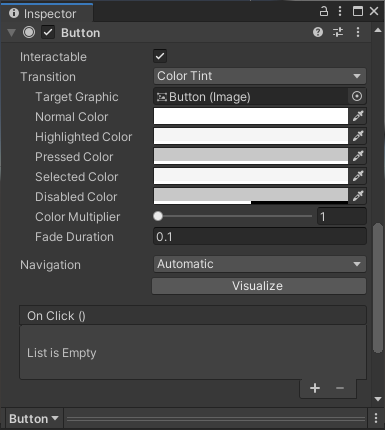 Inspector
Button
Interactable
Transition Color Tint
Target Graphic Button (Image)
Normal Color
Highlighted Color
Pressed Color
Selected Color
Disabled Color
Color Multiplier 1
Fade Duration 0.1
Navigation Automatic
Visualize
On Click ()
List is Empty
Button